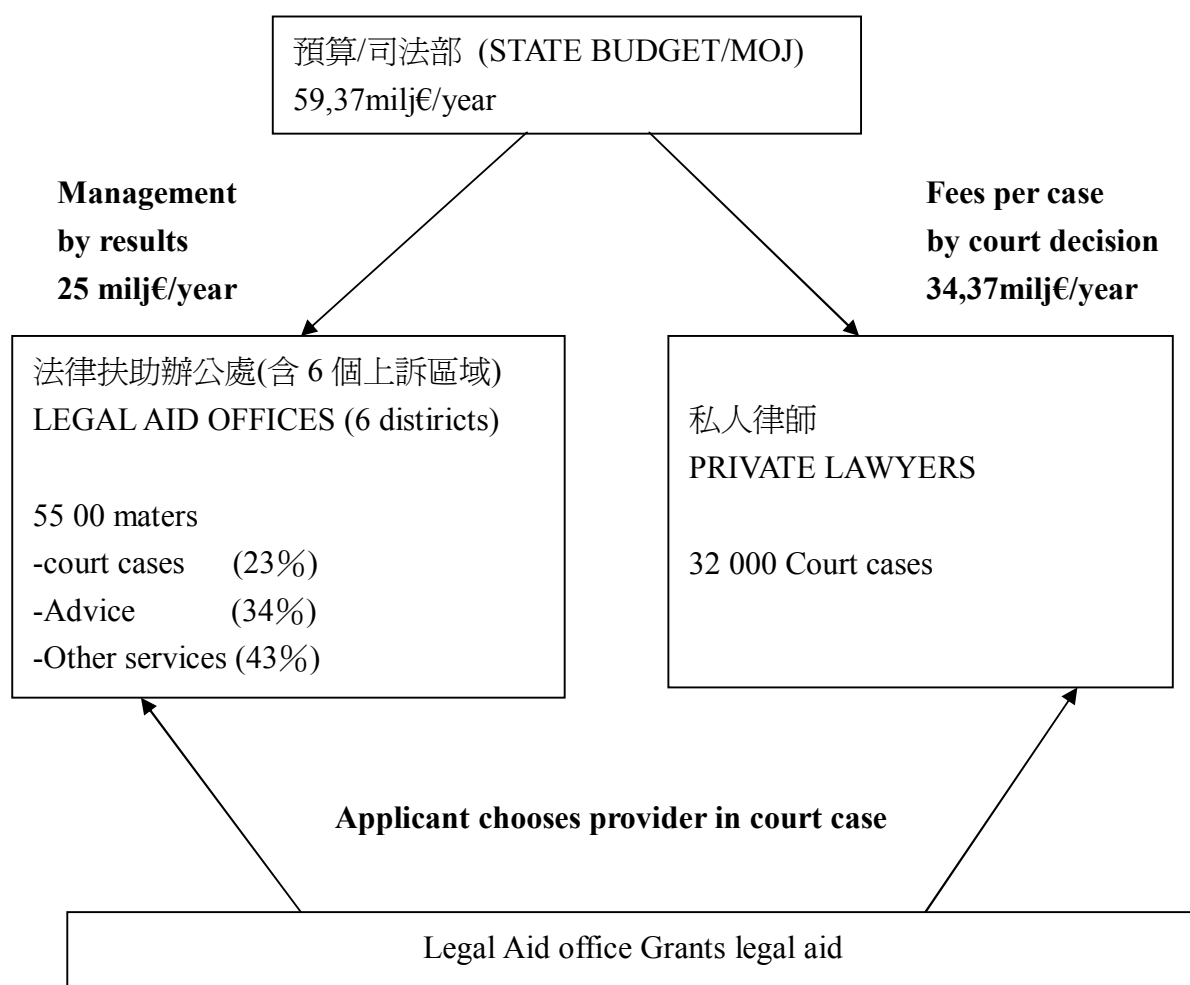 預算/司法部 (STATE BUDGET/MOJ)
59,37milj€/year
Management
by results
25 milj€/year
Fees per case
by court decision
34,37milj€/year
法律扶助辦公處(含 6 個上訴區域)
LEGAL AID OFFICES (6 distiricts)
55 00 maters
-court cases (23%)
-Advice (34%)
-Other services (43%)
私人律師
PRIVATE LAWYERS
32 000 Court cases
Applicant chooses provider in court case
Legal Aid office Grants legal aid